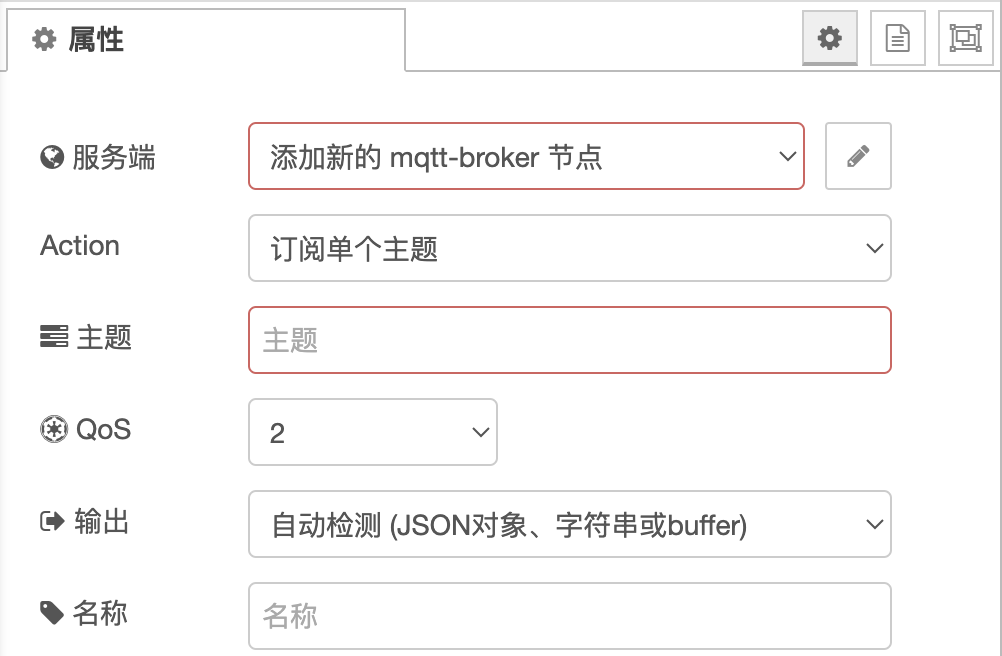 属性
服务端 添加新的 mqtt-broker 节点
Action 订阅单个主题
主题 主题
QoS 2
输出 自动检测 (JSON对象、字符串或buffer)
名称 名称